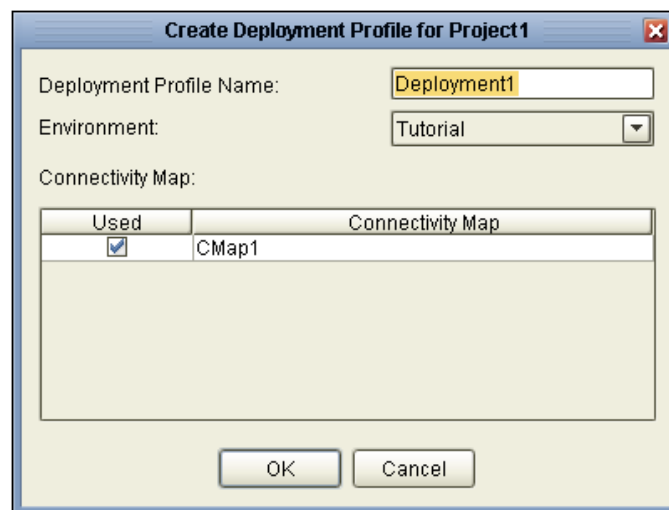 Create Deployment Profile for Project1
Deployment Profile Name: Deployment1
Environment: Tutorial
Connectivity Map:
Used Connectivity Map
CMap1
OK Cancel